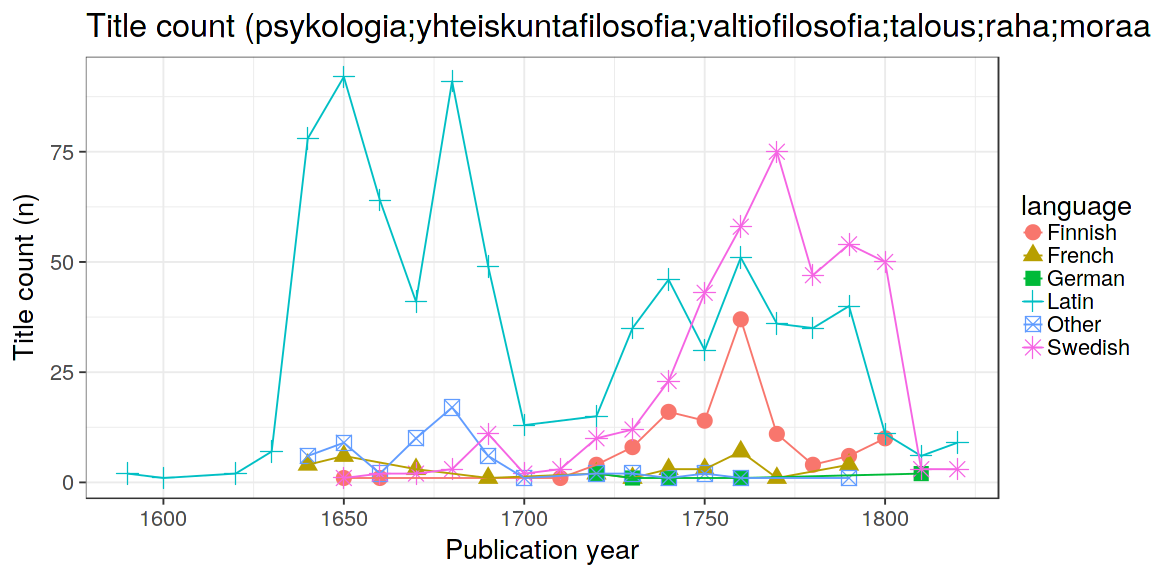 Title count (psykologia;yhteiskuntafilosofia;valtiofilosofia;talous;raha;moraa
Title count (n)
75
50
25
0
1600 1650 1700 1750 1800
Publication year
language
Finnish
French
German
Latin
Other
Swedish